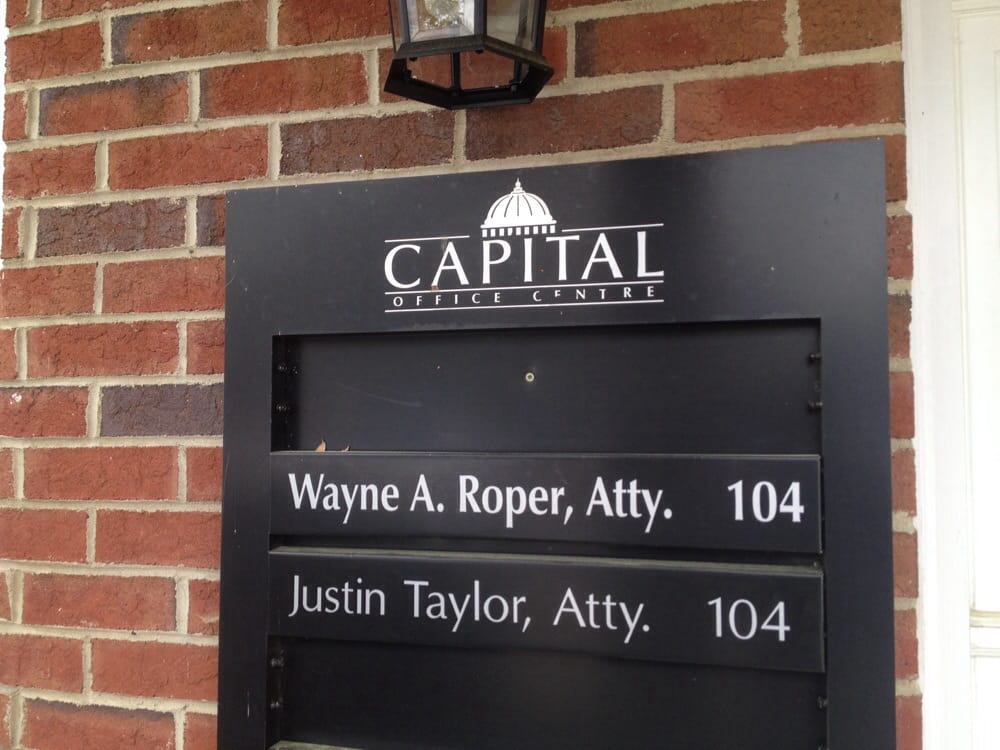 CAPITAL
OFFICE CENTRE
Wayne A. Roper, Atty. 104
Justin Taylor, Atty. 104